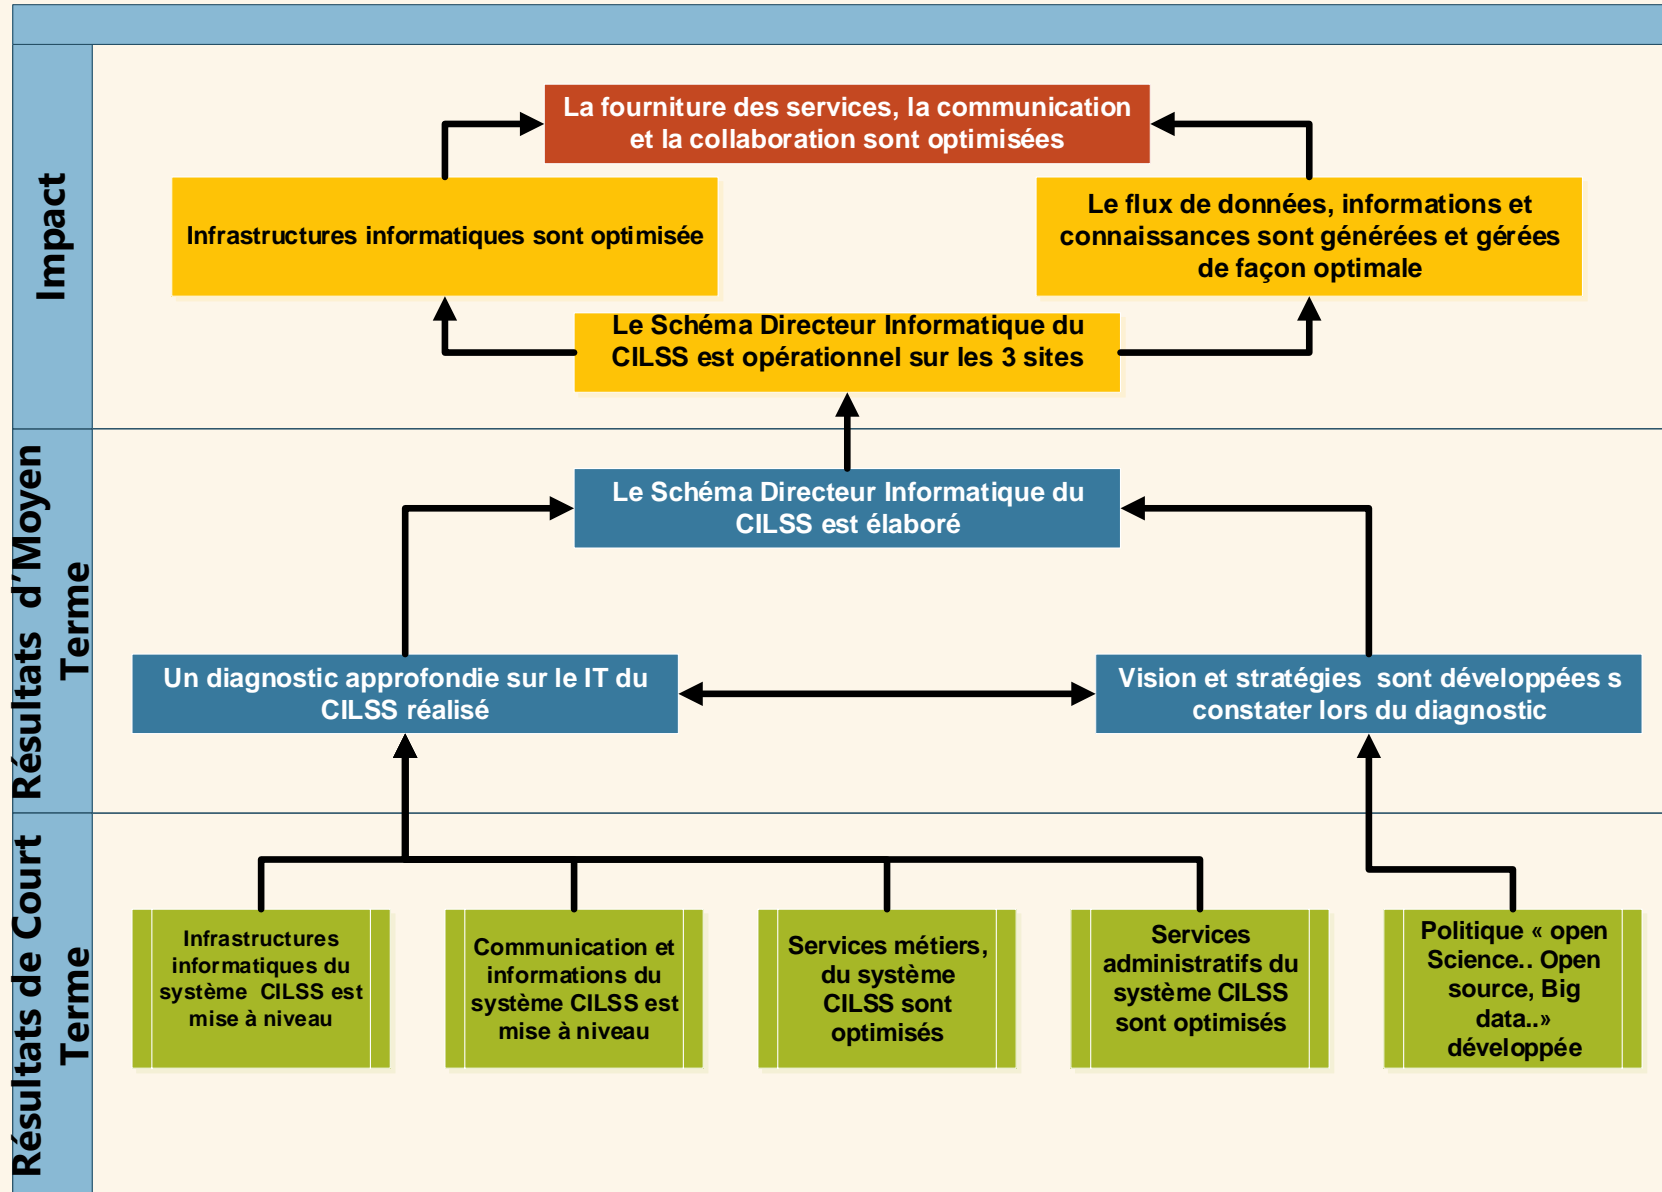 Impact
La fourniture des services, la communication
et la collaboration sont optimisées
Infrastructures informatiques sont optimisée
Le flux de données, informations et
connaissances sont générées et gérées
de façon optimale
Le Schéma Directeur Informatique du
CILSS est opérationnel sur les 3 sites
Résultats d’Moyen
Terme
Le Schéma Directeur Informatique du
CILSS est élaboré
Un diagnostic approfondie sur le IT du
CILSS réalisé
Vision et stratégies sont développées s
constater lors du diagnostic
Résultats de Court
Terme
Infrastructures
informatiques du
système CILSS est
mise à niveau
Communication et
informations du
système CILSS est
mise à niveau
Services métiers,
du système
CILSS sont
optimisés
Services
administratifs du
système CILSS
sont optimisés
Politique « open
Science.. Open
source, Big
data..»
développée